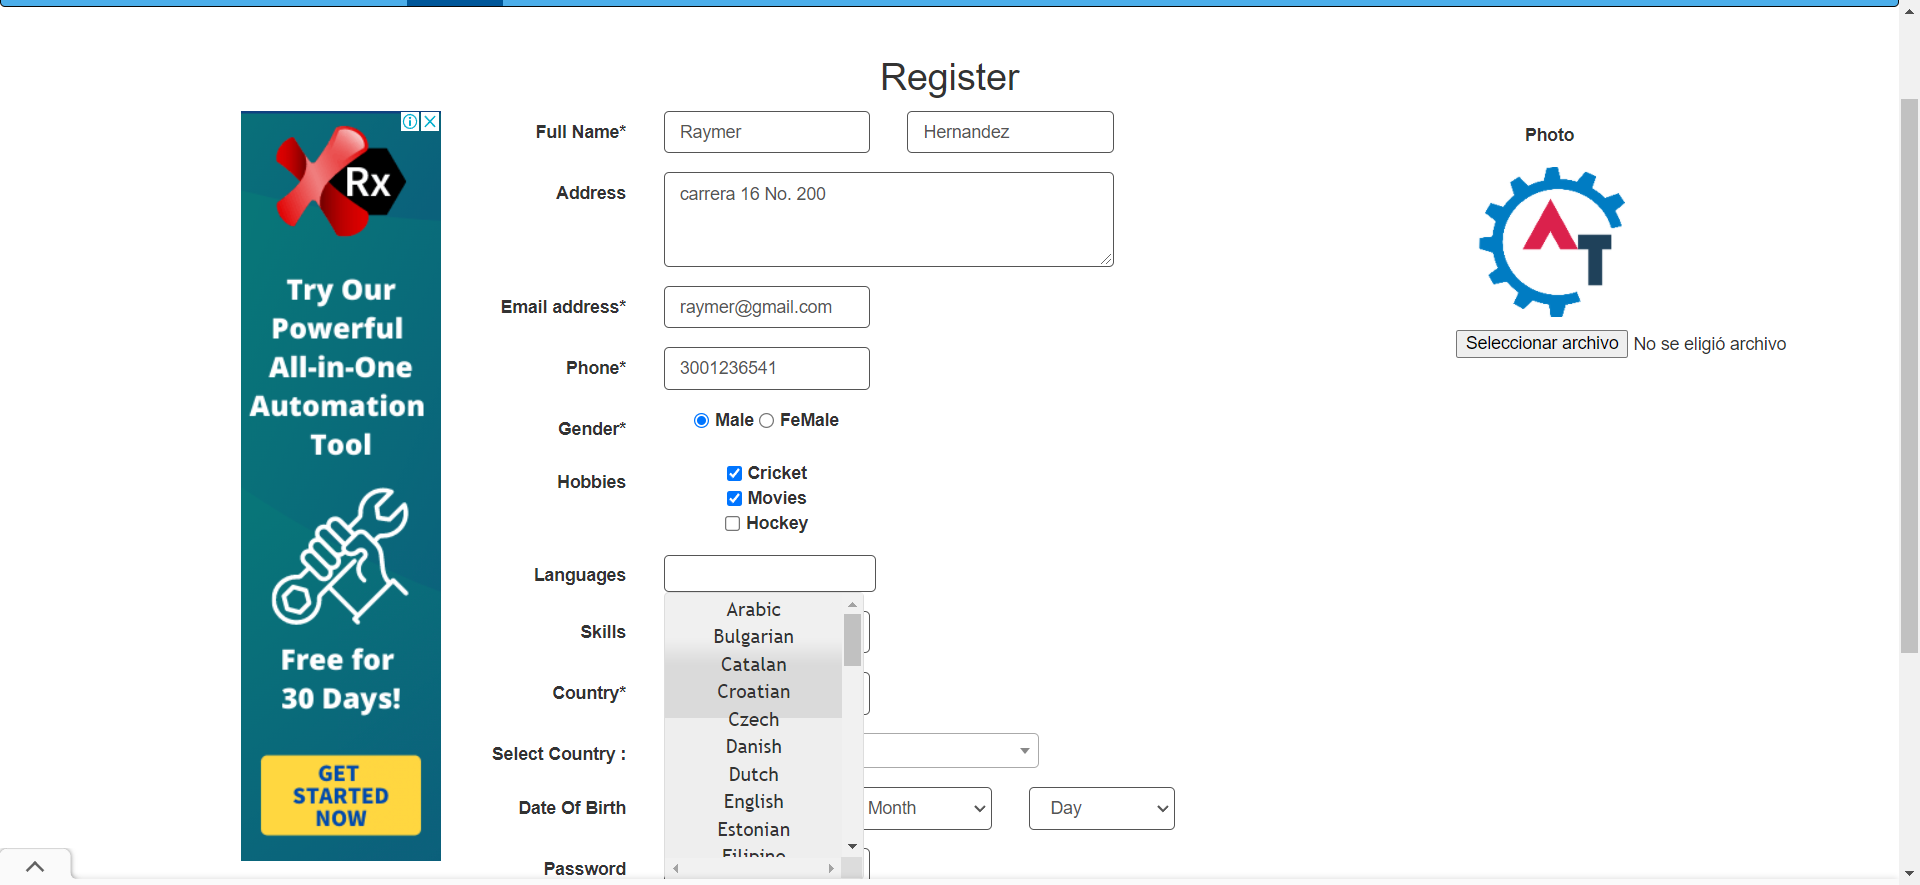 Register
Full Name*
Raymer
Hernandez
Photo
Address
carrera 16 No. 200
Email address*
raymer@gmail.com
Seleccionar archivo No se eligió archivo
Phone*
3001236541
Gender*
Male FeMale
Hobbies
Cricket
Movies
Hockey
Languages
Arabic
Bulgarian
Catalan
Croatian
Czech
Danish
Dutch
English
Estonian
Filipino
Skills
Country*
Select Country :
Date Of Birth
Month
Day
Password
Rx
Try Our
Powerful
All-in-One
Automation
Tool
Free for
30 Days!
GET
STARTED
NOW
AT